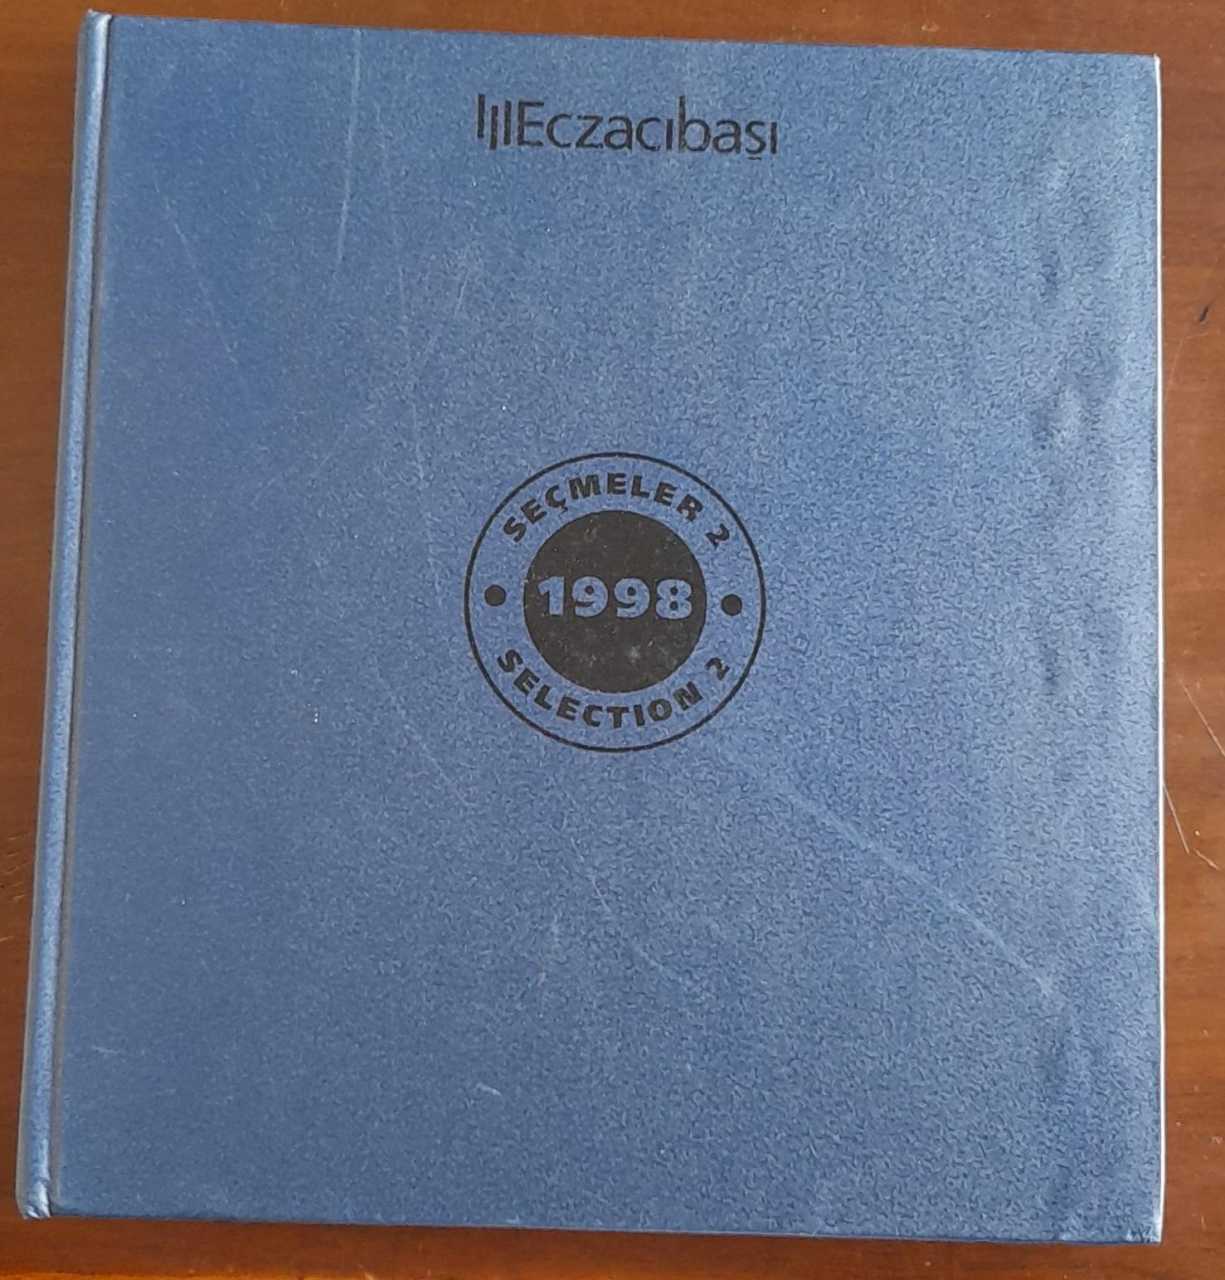 Eczacıbaşı
SEÇMELER 2
1998
SELECTION 2